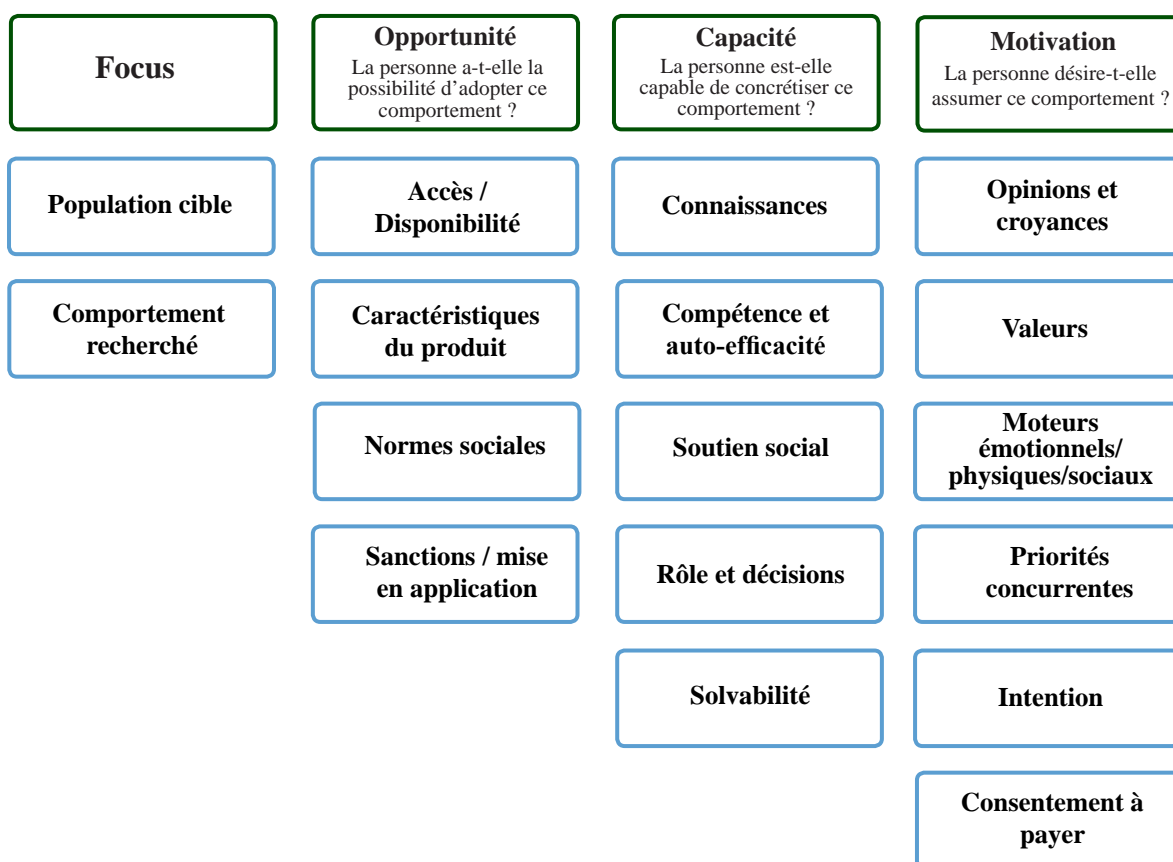 Focus
Opportunité
La personne a-t-elle la
possibilité d’adopter ce
comportement ?
Capacité
La personne est-elle
capable de concrétiser ce
comportement ?
Motivation
La personne désire-t-elle
assumer ce comportement ?
Population cible
Accès /
Disponibilité
Connaissances
Opinions et
croyances
Comportement
recherché
Caractéristiques
du produit
Compétence et
auto-efficacité
Valeurs
Normes sociales
Soutien social
Moteurs
émotionnels/
physiques/sociaux
Sanctions / mise
en application
Rôle et décisions
Priorités
concurrentes
Solvabilité
Intention
Consentement à
payer